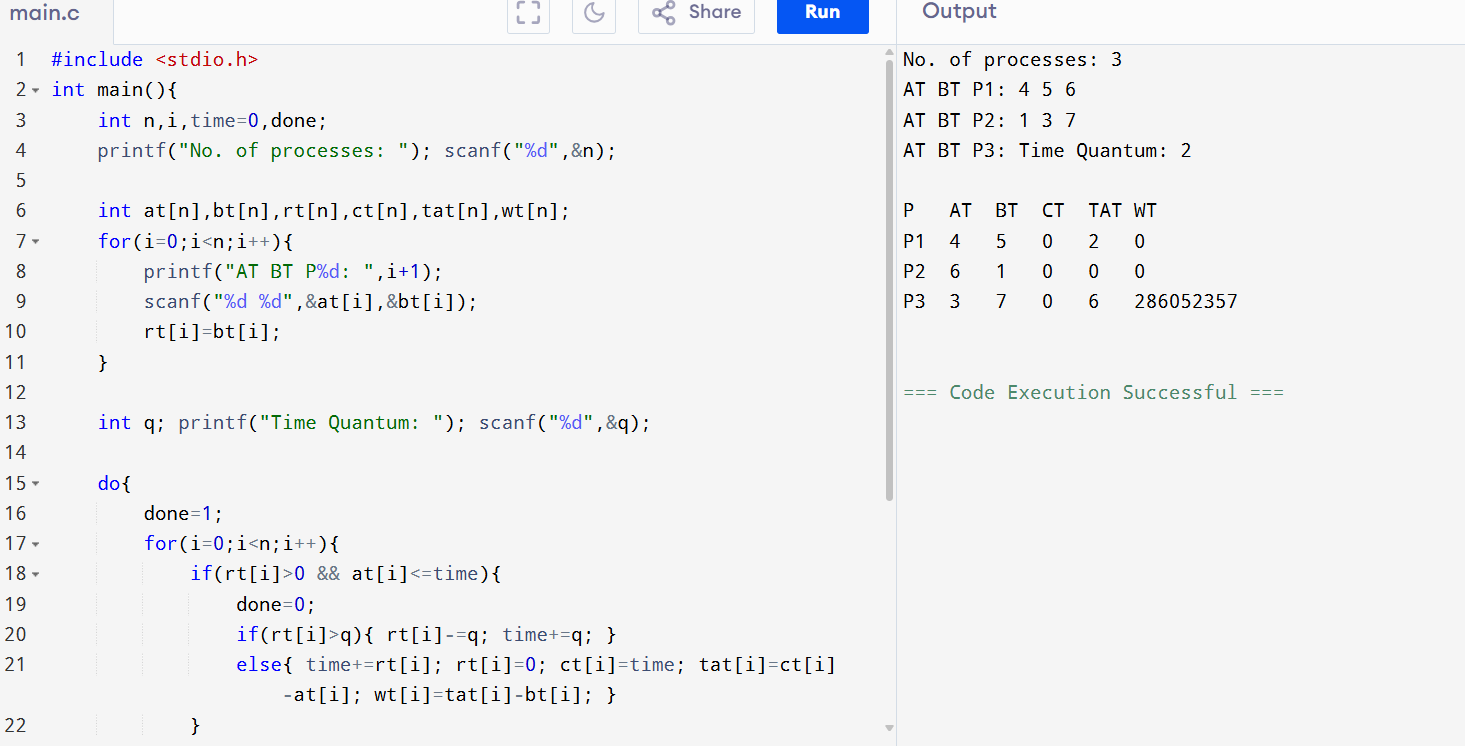 main.c
Share
Run
Output
1 #include <stdio.h>
2 int main(){
3 int n,i,time=0,done;
4 printf("No. of processes: "); scanf("%d",&n);
5
6 int at[n],bt[n],rt[n],ct[n],tat[n],wt[n];
7 for(i=0;i<n;i++){
8 printf("AT BT P%d: ",i+1);
9 scanf("%d %d",&at[i],&bt[i]);
10 rt[i]=bt[i];
11 }
12
13 int q; printf("Time Quantum: "); scanf("%d",&q);
14
15 do{
16 done=1;
17 for(i=0;i<n;i++){
18 if(rt[i]>0 && at[i]<=time){
19 done=0;
20 if(rt[i]>q){ rt[i]-=q; time+=q; }
21 else{ time+=rt[i]; rt[i]=0; ct[i]=time; tat[i]=ct[i]
-at[i]; wt[i]=tat[i]-bt[i]; }
22 }
No. of processes: 3
AT BT P1: 4 5 6
AT BT P2: 1 3 7
AT BT P3: Time Quantum: 2
P AT BT CT TAT WT
P1 4 5 0 2 0
P2 6 1 0 0 0
P3 3 7 0 6 286052357
=== Code Execution Successful ===